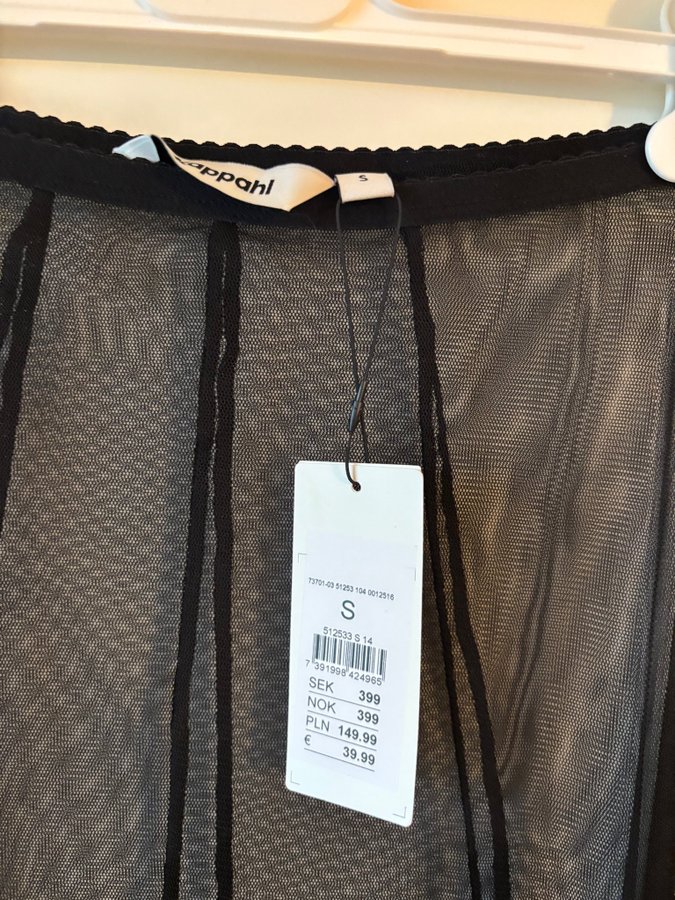 kappahl
S
73701-03 51253 104 0012516
S
512533 S 14
7 391998 424965
SEK 399
NOK 399
PLN 149.99
€ 39.99